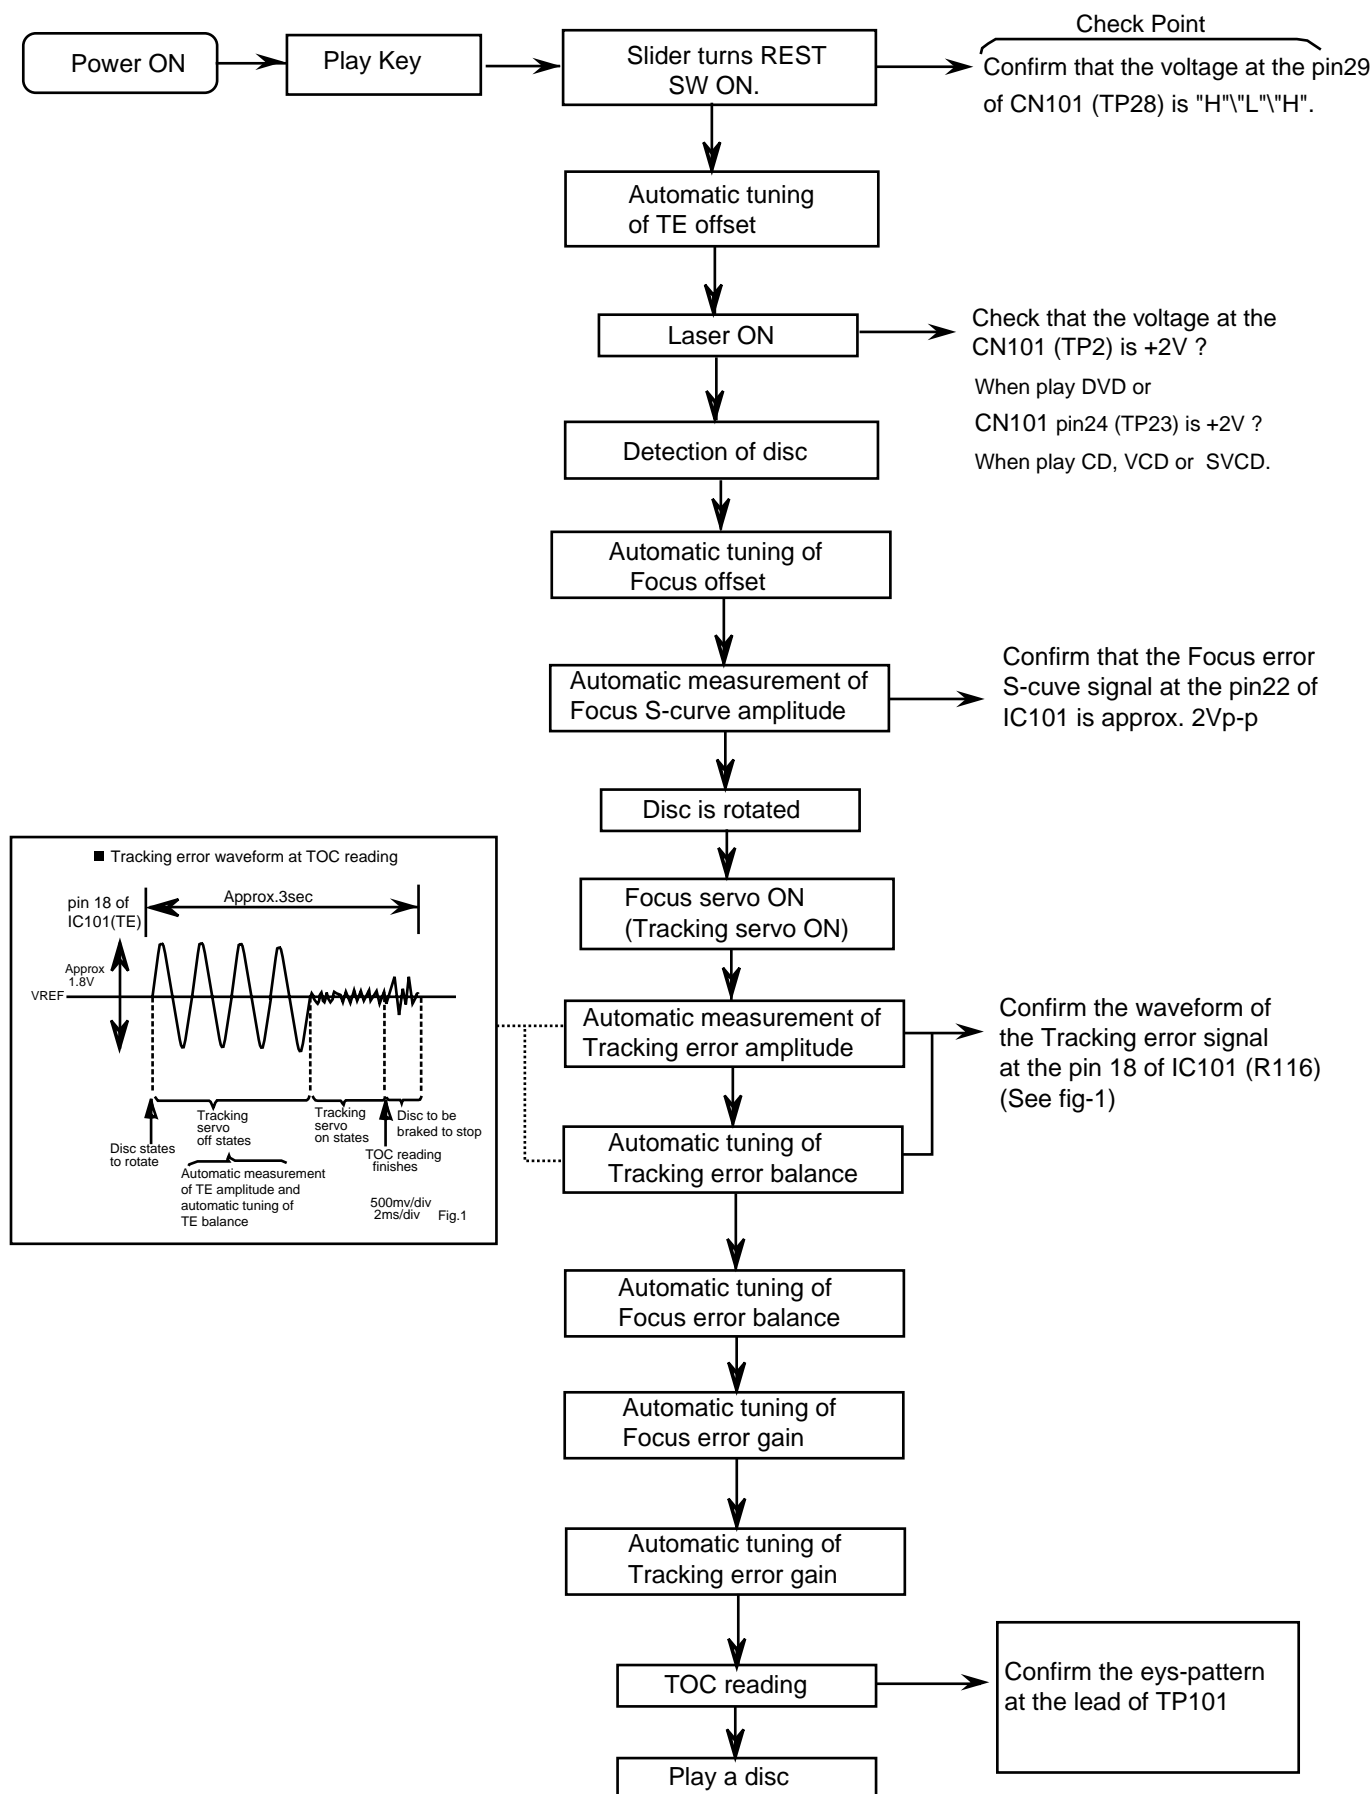 Power ON
Play Key
Slider turns REST
SW ON.
Check Point
Confirm that the voltage at the pin29
of CN101 (TP28) is "H"\"L"\"H".
Automatic tuning
of TE offset
Laser ON
Check that the voltage at the
CN101 (TP2) is +2V ?
When play DVD or
CN101 pin24 (TP23) is +2V ?
When play CD, VCD or SVCD.
Detection of disc
Automatic tuning of
Focus offset
Automatic measurement of
Focus S-curve amplitude
Confirm that the Focus error
S-cuve signal at the pin22 of
IC101 is approx. 2Vp-p
Disc is rotated
Focus servo ON
(Tracking servo ON)
■ Tracking error waveform at TOC reading
pin 18 of
IC101(TE)
Approx.3sec
Approx
1.8V
VREF
Disc states
to rotate
Tracking
servo
off states
Tracking
servo
on states
Disc to be
braked to stop
TOC reading
finishes
Automatic measurement
of TE amplitude and
automatic tuning of
TE balance
500mv/div
2ms/div
Fig.1
Automatic measurement of
Tracking error amplitude
Automatic tuning of
Tracking error balance
Confirm the waveform of
the Tracking error signal
at the pin 18 of IC101 (R116)
(See fig-1)
Automatic tuning of
Focus error balance
Automatic tuning of
Focus error gain
Automatic tuning of
Tracking error gain
TOC reading
Confirm the eys-pattern
at the lead of TP101
Play a disc